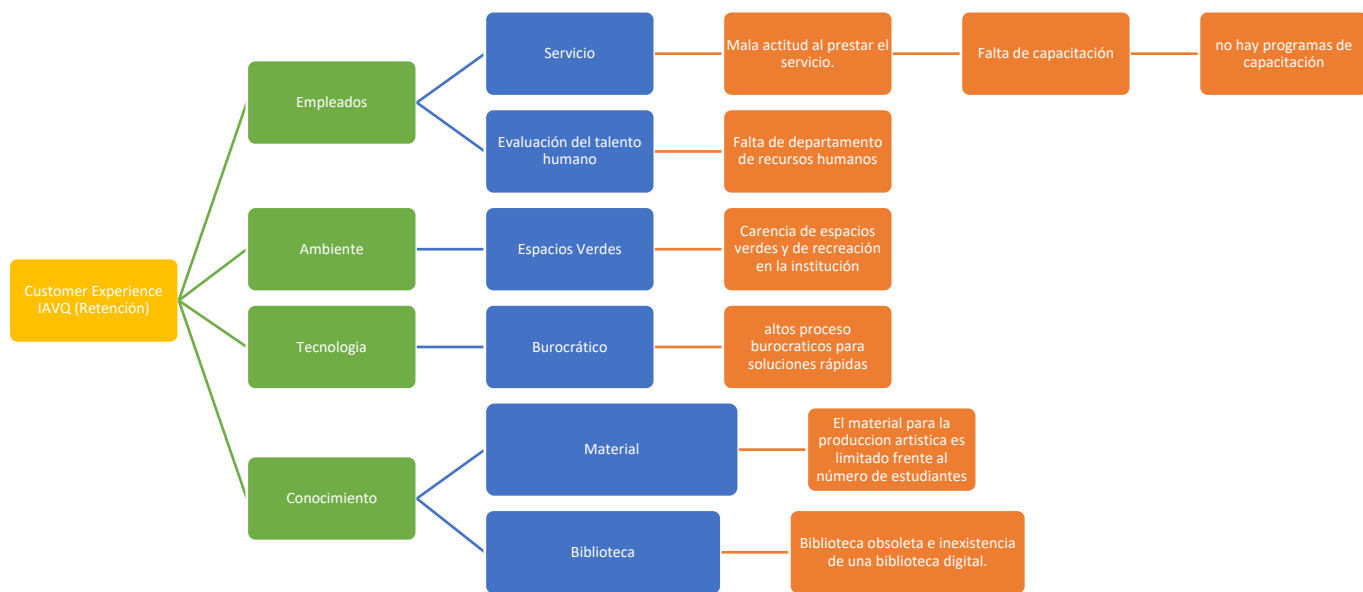 Servicio
Mala actitud al prestar el
servicio.
Falta de capacitación
no hay programas de
capacitación
Empleados
Evaluación del talento
humano
Falta de departamento
de recursos humanos
Ambiente
Espacios Verdes
Carencia de espacios
verdes y de recreación
en la institución
Customer Experience
IAVQ (Retención)
Tecnologia
Burocrático
altos proceso
burocraticos para
soluciones rápidas
Conocimiento
Material
El material para la
produccion artistica es
limitado frente al
número de estudiantes
Biblioteca
Biblioteca obsoleta e inexistencia
de una biblioteca digital.